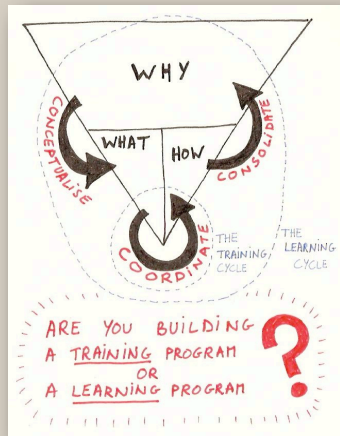 WHY
WHAT
HOW
CONCEPTUALISE
CONSOLIDATE
COORDINATE
THE
TRAINING
CYCLE
THE
LEARNING
CYCLE
ARE YOU BUILDING
A TRAINING PROGRAM
OR
A LEARNING PROGRAM
?